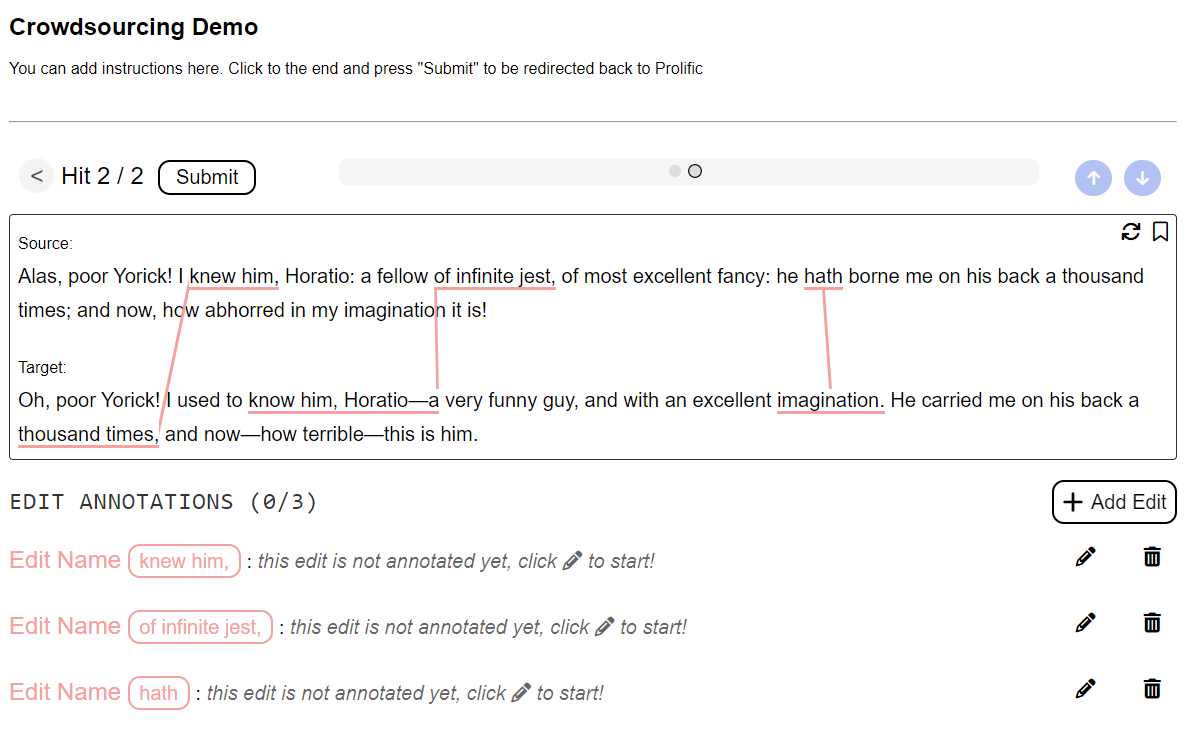 Crowdsourcing Demo
You can add instructions here. Click to the end and press "Submit" to be redirected back to Prolific
< Hit 2 / 2 Submit
Source:
Alas, poor Yorick! I knew him, Horatio: a fellow of infinite jest, of most excellent fancy: he hath borne me on his back a thousand
times; and now, how abhorred in my imagination it is!
Target:
Oh, poor Yorick! I used to know him, Horatio—a very funny guy, and with an excellent imagination. He carried me on his back a
thousand times, and now—how terrible—this is him.
EDIT ANNOTATIONS (0/3) + Add Edit
Edit Name knew him, : this edit is not annotated yet, click to start!
Edit Name of infinite jest, : this edit is not annotated yet, click to start!
Edit Name hath : this edit is not annotated yet, click to start!